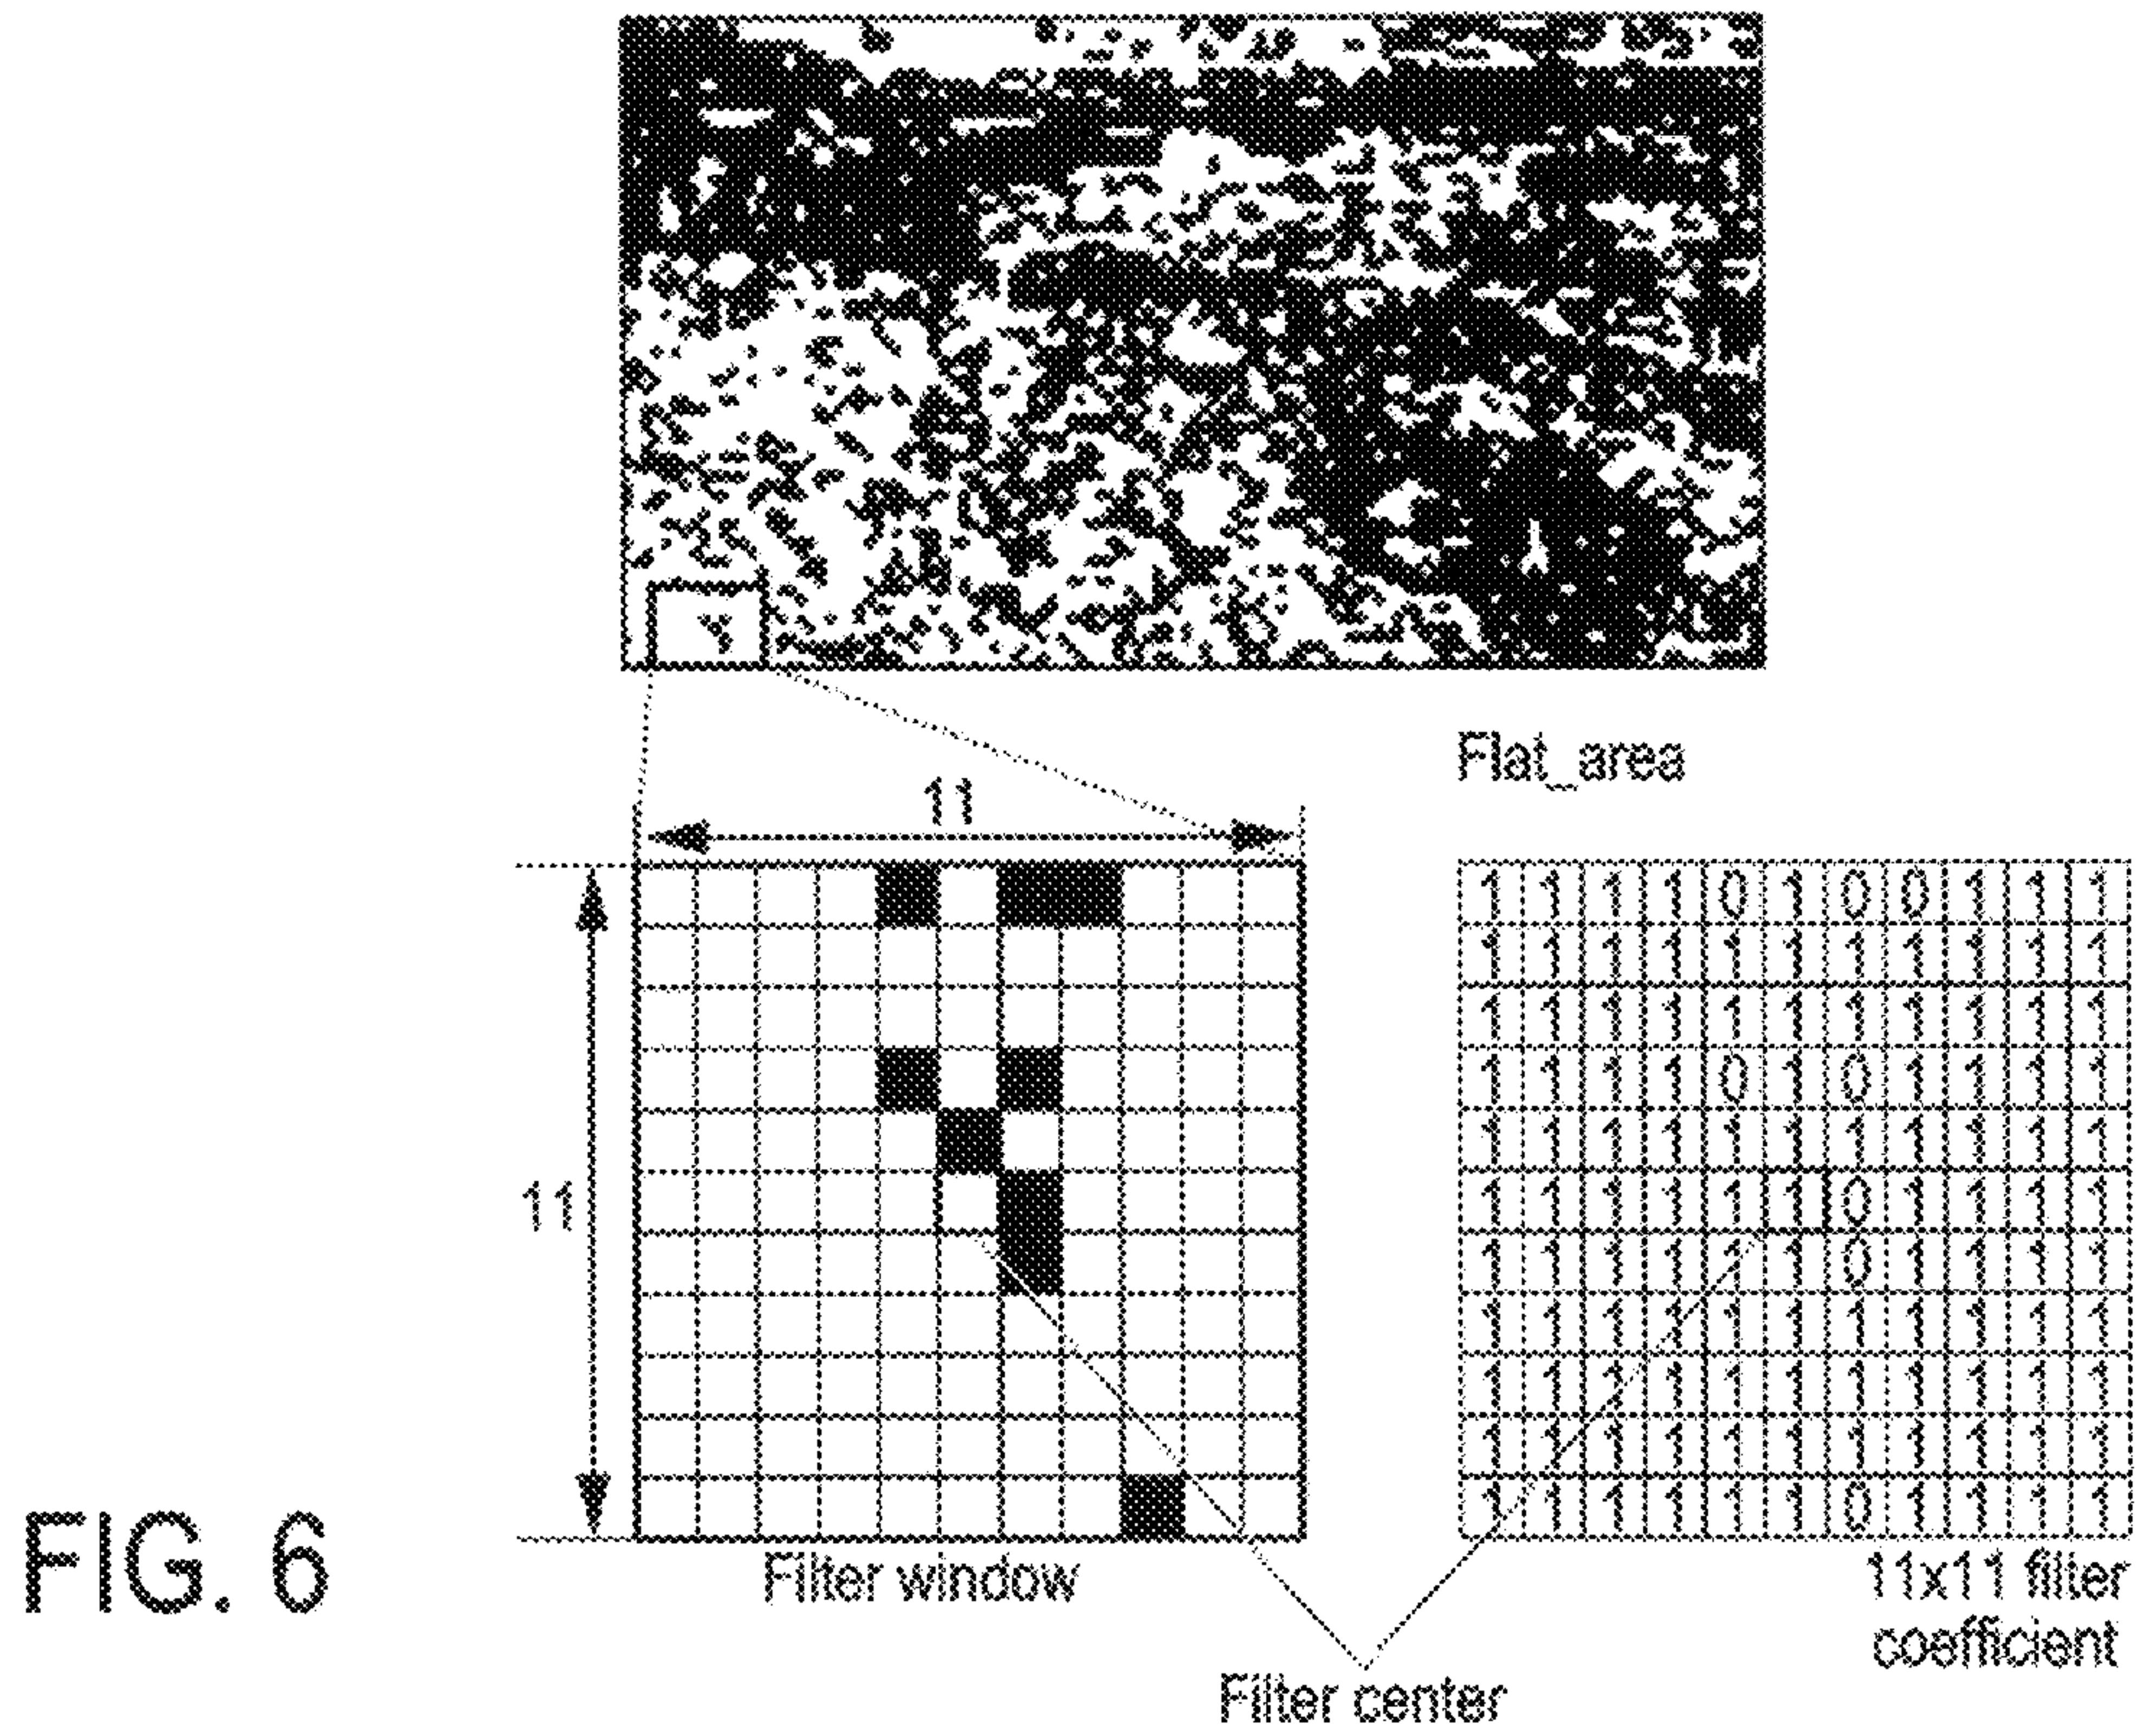 Flat_area
11
11
1 1 1 1 0 1 0 0 1 1 1
1 1 1 1 1 1 1 1 1 1 1
1 1 1 1 1 1 1 1 1 1 1
1 1 1 1 0 1 0 1 1 1 1
1 1 1 1 1 1 1 1 1 1 1
1 1 1 1 1 1 0 1 1 1 1
1 1 1 1 1 1 0 1 1 1 1
1 1 1 1 1 1 1 1 1 1 1
1 1 1 1 1 1 1 1 1 1 1
1 1 1 1 1 1 1 1 1 1 1
1 1 1 1 1 1 0 1 1 1 1
FIG. 6
Filter window
11x11 filter
coefficient
Filter center